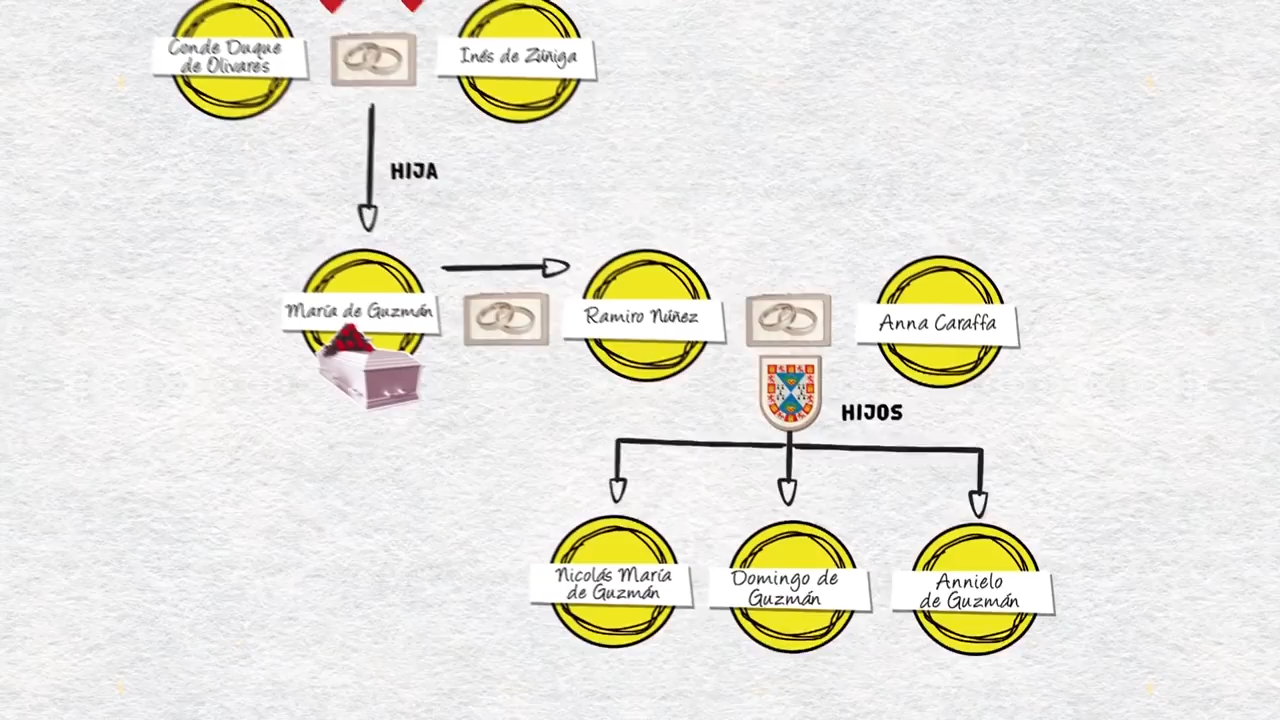 Conde Duque
de Olivares
Inés de Zúñiga
HIJA
María de Guzmán
Ramiro Núñez
Anna Caraffa
HIJOS
Nicolás María
de Guzmán
Domingo de
Guzmán
Annielo
de Guzmán